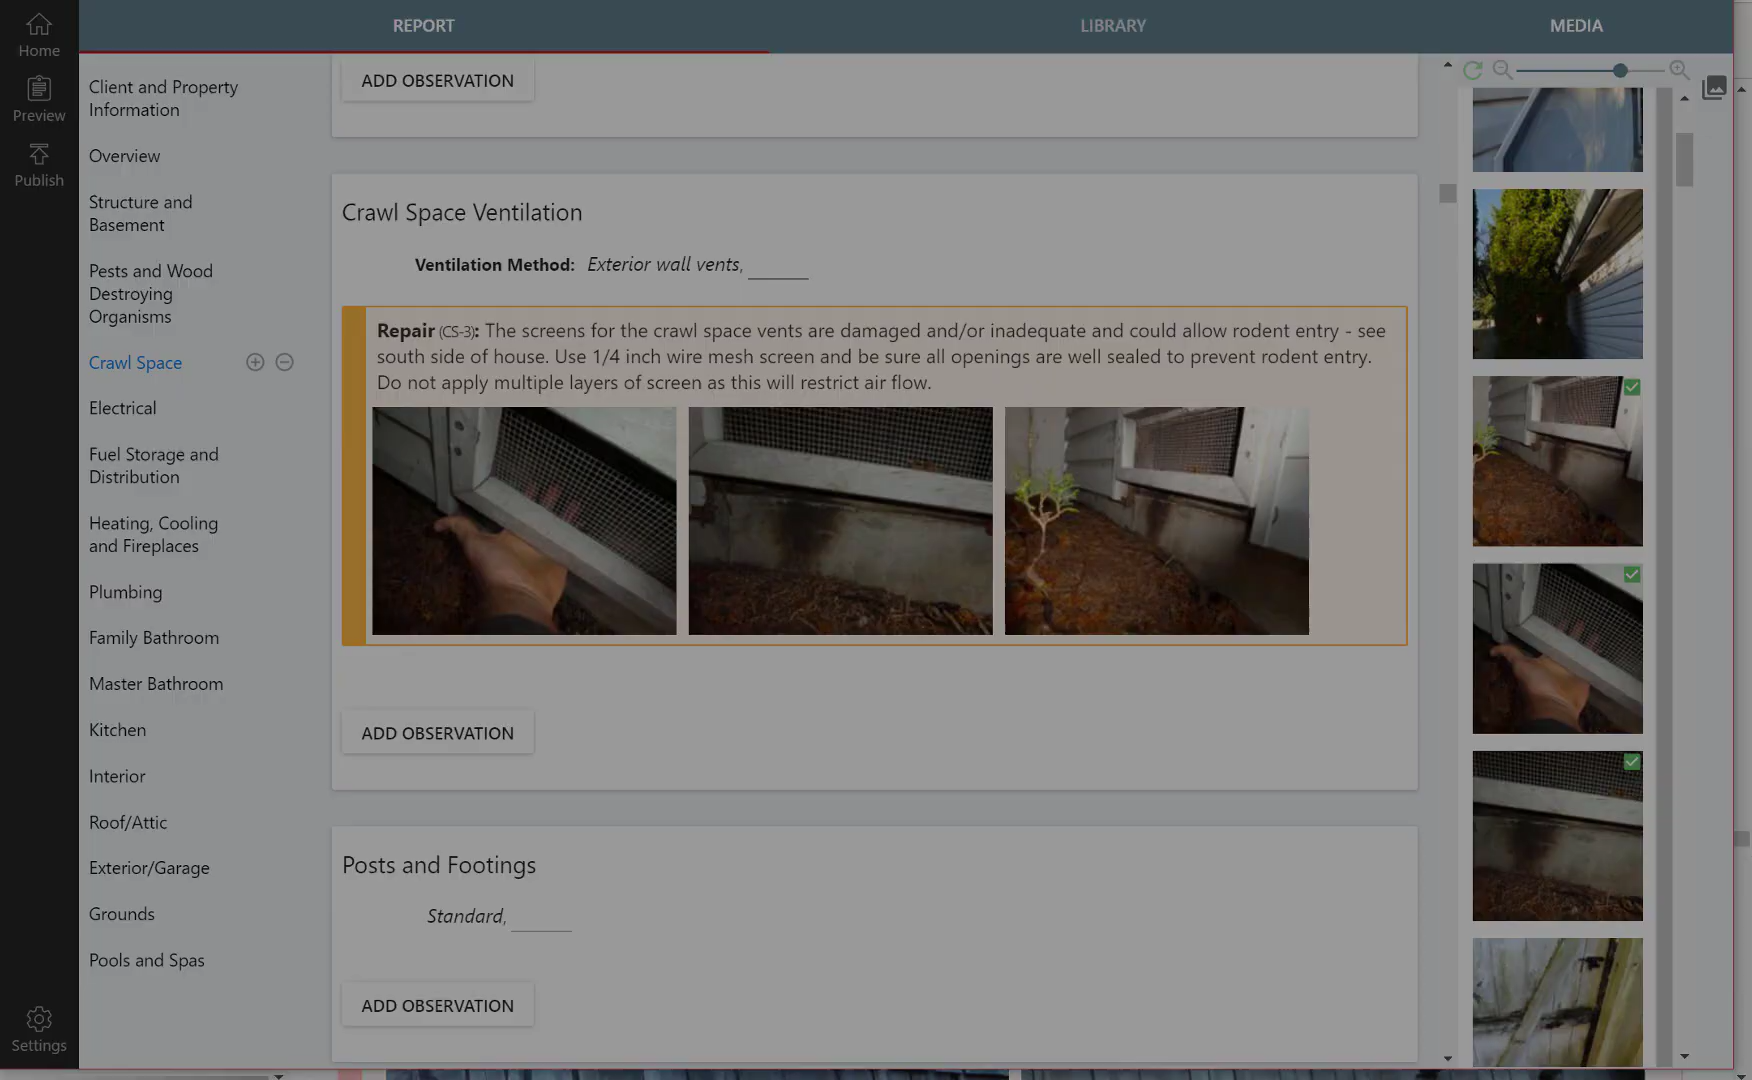 Home
Preview
Publish
Settings
REPORT
LIBRARY
MEDIA
Client and Property
Information
Overview
Structure and
Basement
Pests and Wood
Destroying
Organisms
Crawl Space
Electrical
Fuel Storage and
Distribution
Heating, Cooling
and Fireplaces
Plumbing
Family Bathroom
Master Bathroom
Kitchen
Interior
Roof/Attic
Exterior/Garage
Grounds
Pools and Spas
ADD OBSERVATION
Crawl Space Ventilation
Ventilation Method: Exterior wall vents,
Repair (CS-3): The screens for the crawl space vents are damaged and/or inadequate and could allow rodent entry - see
south side of house. Use 1/4 inch wire mesh screen and be sure all openings are well sealed to prevent rodent entry.
Do not apply multiple layers of screen as this will restrict air flow.
ADD OBSERVATION
Posts and Footings
Standard,
ADD OBSERVATION